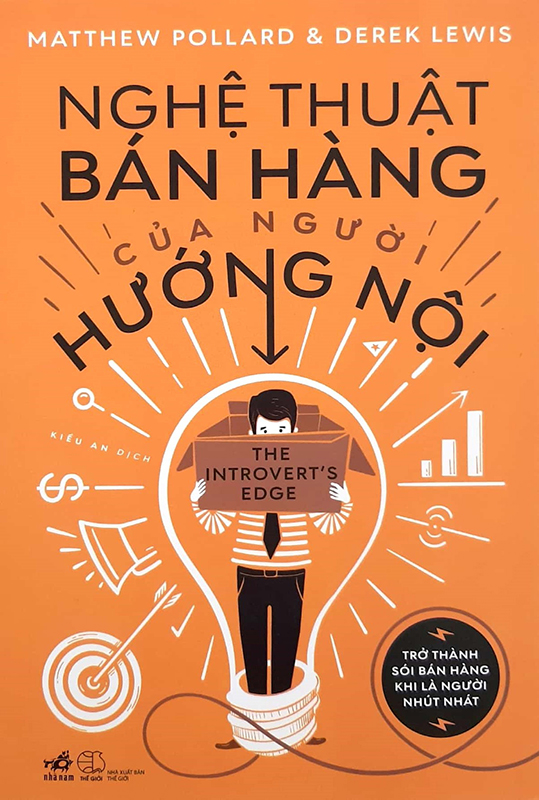 MATTHEW POLLARD & DEREK LEWIS
NGHỆ THUẬT
BÁN HÀNG
CỦA NGƯỜI
HƯỚNG NỘI
KIỀU AN DỊCH
THE
INTROVERT'S
EDGE
TRỞ THÀNH
SÓI BÁN HÀNG
KHI LÀ NGƯỜI
NHÚT NHÁT
nhã nam
THẾ GIỚI
NHÀ XUẤT BẢN
THẾ GIỚI